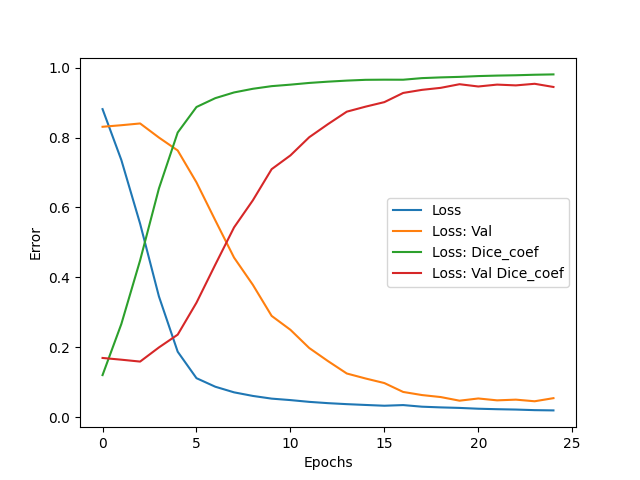 1.0
0.8
0.6
0.4
0.2
0.0
Error
Loss
Loss: Val
Loss: Dice_coef
Loss: Val Dice_coef
0 5 10 15 20 25
Epochs